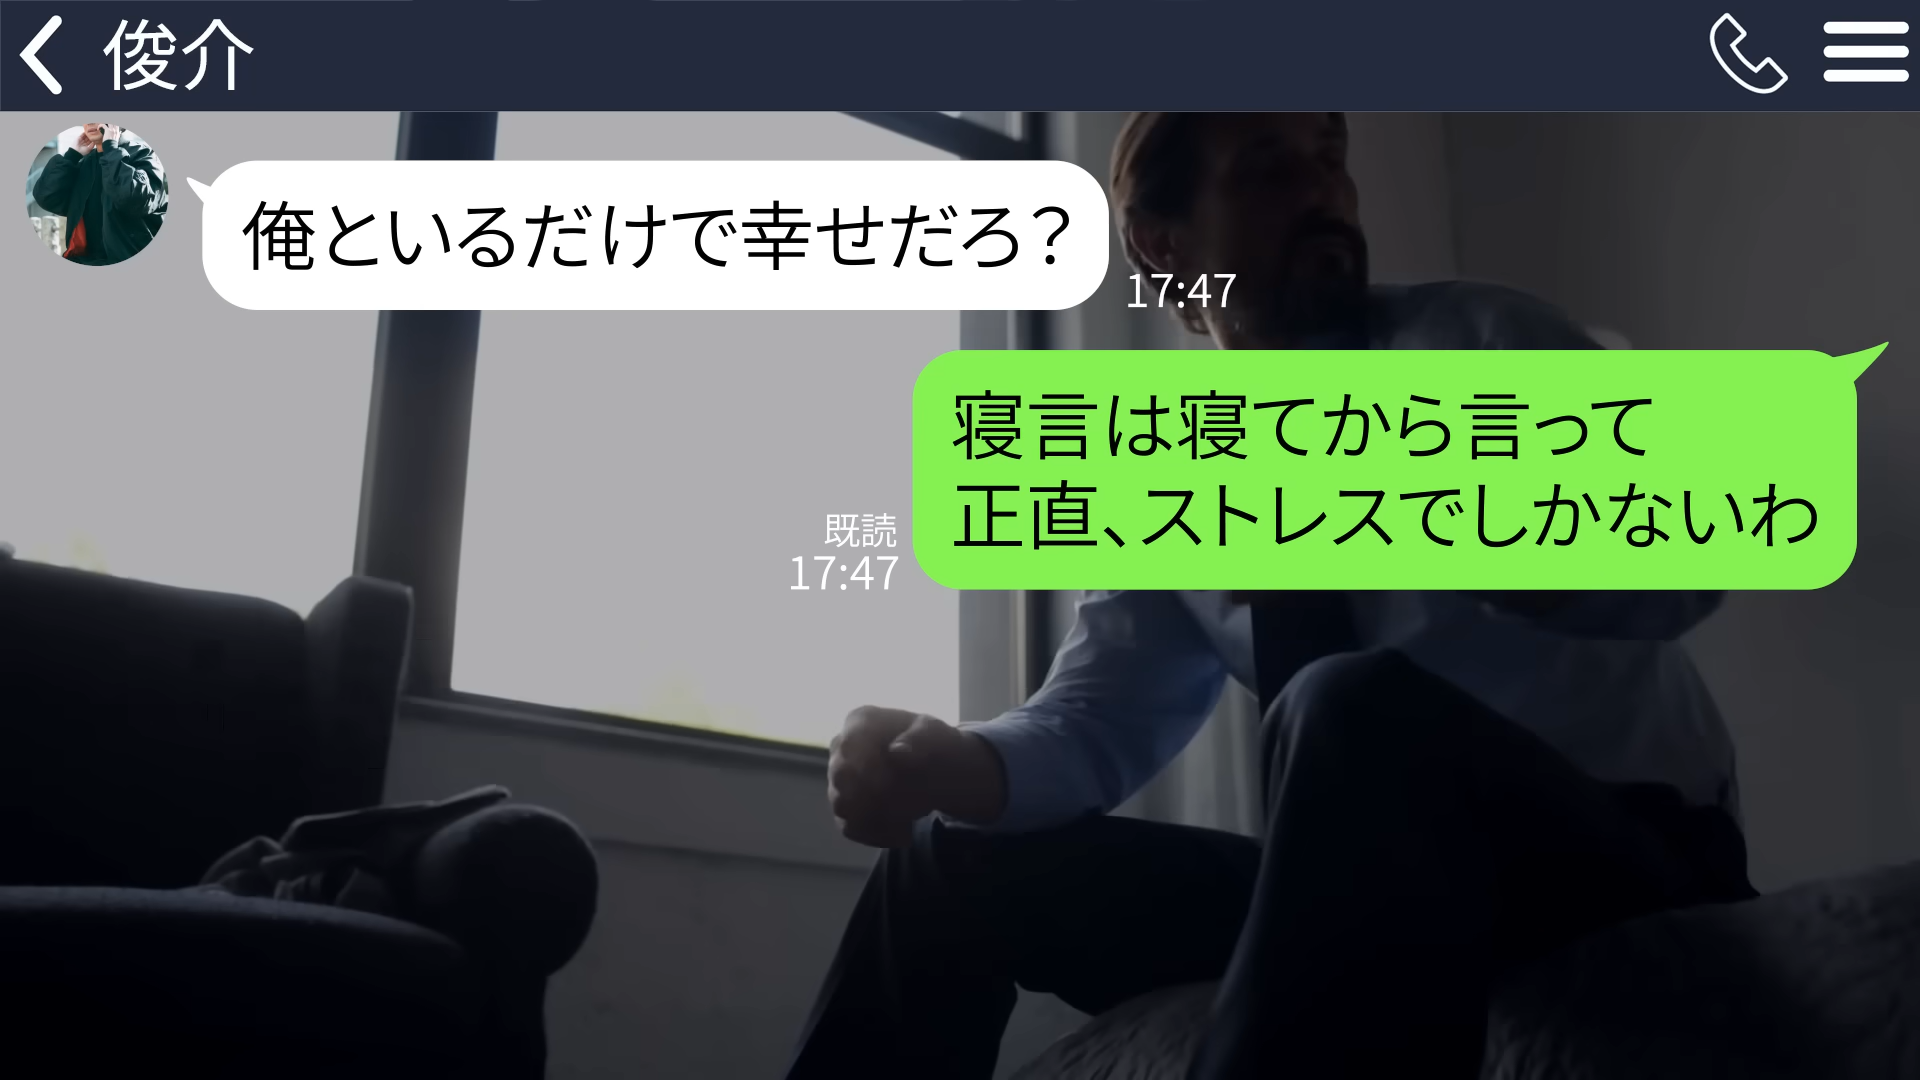 俊介
俺といるだけで幸せだろ？
17:47
寝言は寝てから言って
正直、ストレスでしかないわ
既読
17:47